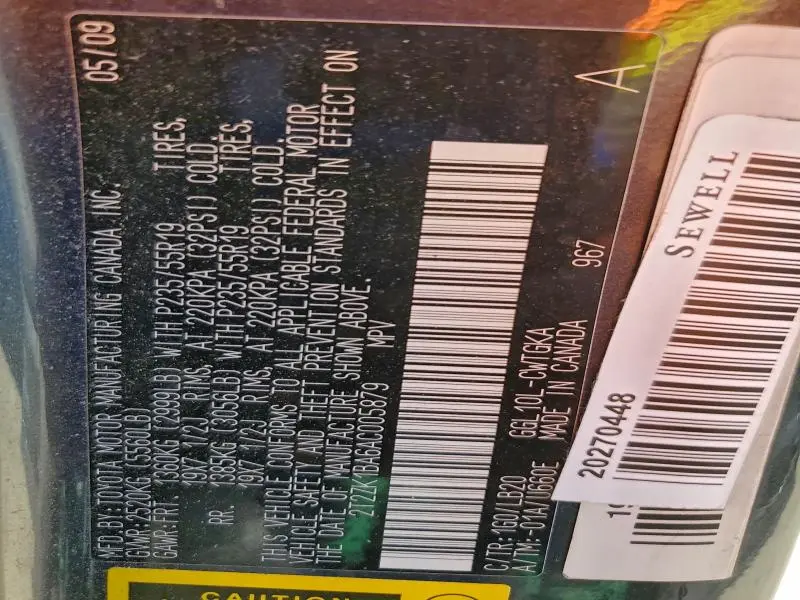 MFD.BY:TOYOTA MOTOR MANUFACTURING CANADA INC. 05/09
GVWR:2520KG(5560LB)
GAWR:FRT. 1360KG (2999LB) WITH P235/55R19 TIRES,
19X7 1/2J RIMS, AT 220KPA (32PSI) COLD.
RR. 1385KG (3056LB) WITH P235/55R19 TIRES,
19X7 1/2J RIMS, AT 220KPA (32PSI) COLD.
THIS VEHICLE CONFORMS TO ALL APPLICABLE FEDERAL MOTOR
VEHICLE SAFETY AND THEFT PREVENTION STANDARDS IN EFFECT ON
THE DATE OF MANUFACTURE SHOWN ABOVE.
2T2ZK1BA6AC005879 MPV
A
C/TR:1G0/LB20 GGL10L-CWTGKA
A/TM:-01A/U660E MADE IN CANADA 967
SEWELL
20270448
CAUTION